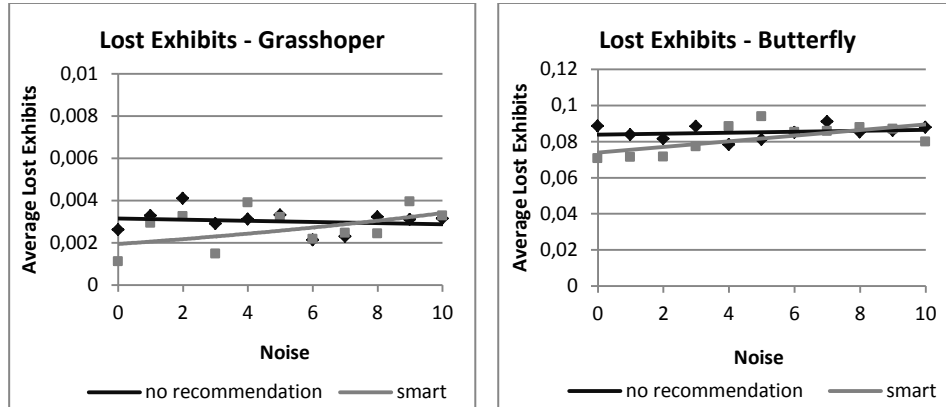 Lost Exhibits - Grasshoper
Average Lost Exhibits
0,01
0,008
0,006
0,004
0,002
0
0 2 4 6 8 10
Noise
no recommendation smart
Lost Exhibits - Butterfly
Average Lost Exhibits
0,12
0,1
0,08
0,06
0,04
0,02
0
0 2 4 6 8 10
Noise
no recommendation smart